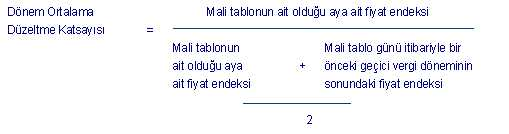 Dönem Ortalama
Düzeltme Katsayısı
=
Mali tablonun ait olduğu aya ait fiyat endeksi
Mali tablonun
ait olduğu aya
ait fiyat endeksi
+
Mali tablo günü itibariyle bir
önceki geçici vergi döneminin
sonundaki fiyat endeksi
2